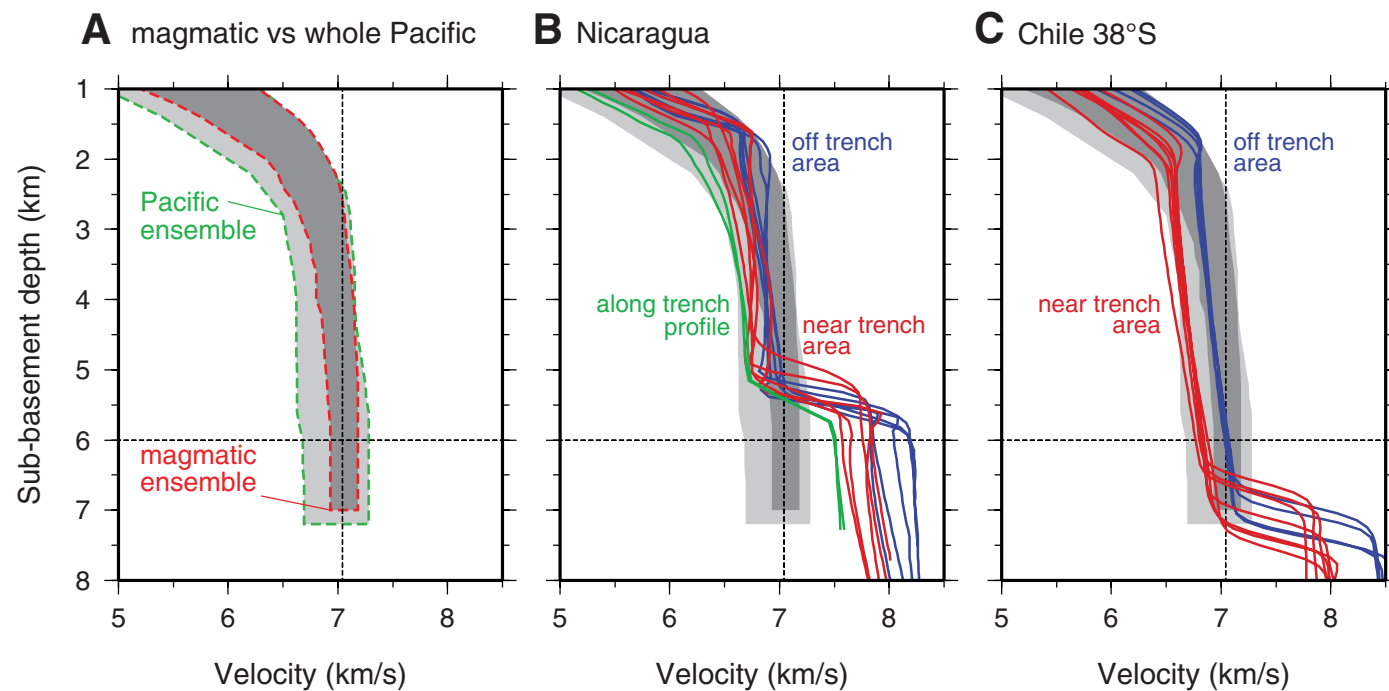 A magmatic vs whole Pacific
B Nicaragua
C Chile 38°S
Sub-basement depth (km)
1
2
3
4
5
6
7
8
Pacific
ensemble
magmatic
ensemble
5 6 7 8
Velocity (km/s)
off trench
area
along trench
profile
near trench
area
5 6 7 8
Velocity (km/s)
off trench
area
near trench
area
5 6 7 8
Velocity (km/s)